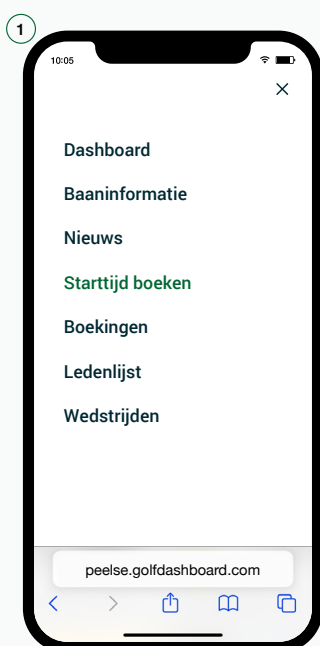 1
10:05
Dashboard
Baaninformatie
Nieuws
Starttijd boeken
Boekingen
Ledenlijst
Wedstrijden
peelse.golfdashboard.com